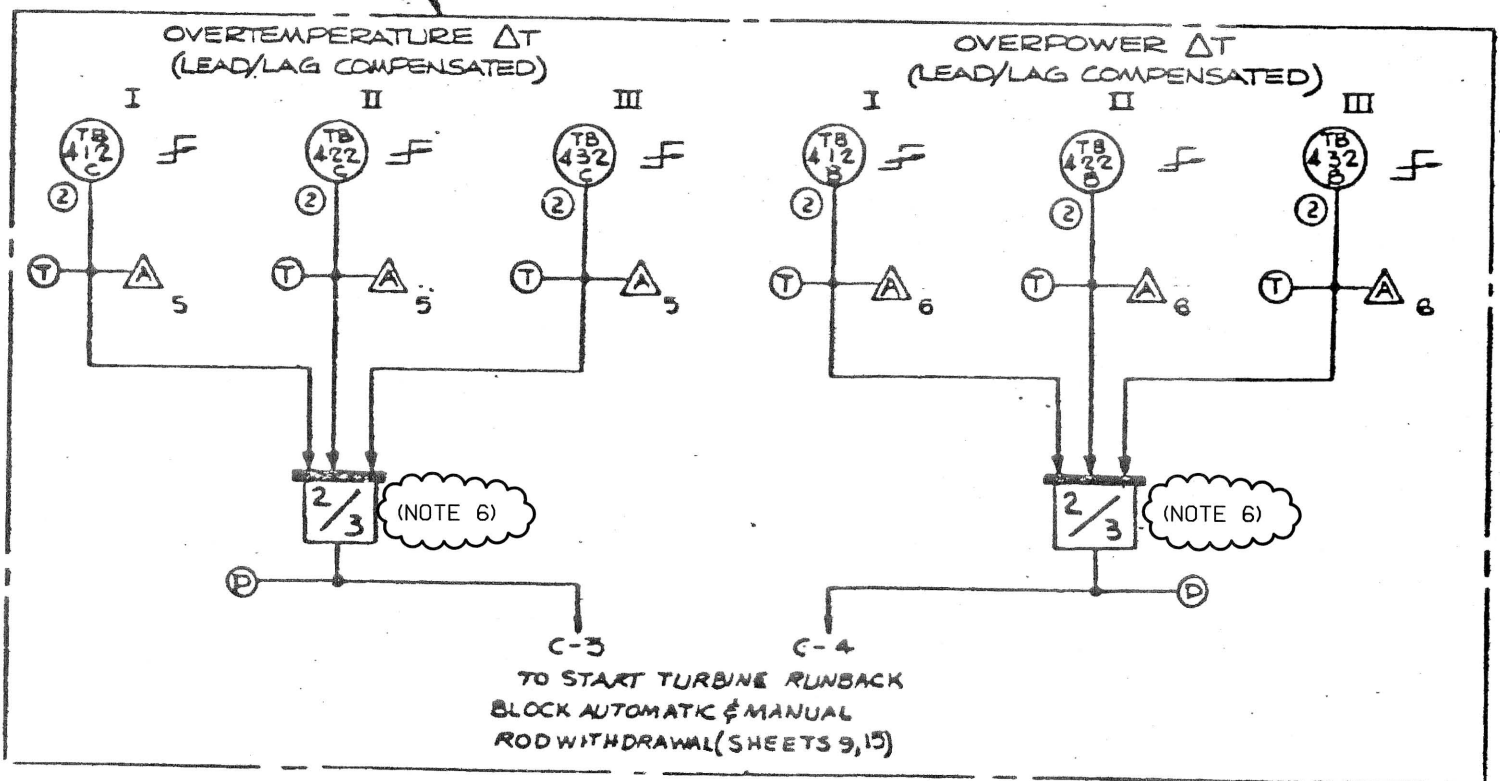 OVERTEMPERATURE ΔT
(LEAD/LAG COMPENSATED)
I II III
TB 412 C
TB 422 C
TB 432 C
2 2 2
T A 5
T A 5
T A 5
2/3
(NOTE 6)
P
C-3
OVERPOWER ΔT
(LEAD/LAG COMPENSATED)
I II III
TB 412 B
TB 422 B
TB 432 B
2 2 2
T A 6
T A 6
T A 6
2/3
(NOTE 6)
P
C-4
TO START TURBINE RUNBACK
BLOCK AUTOMATIC & MANUAL
ROD WITHDRAWAL (SHEETS 9, 15)